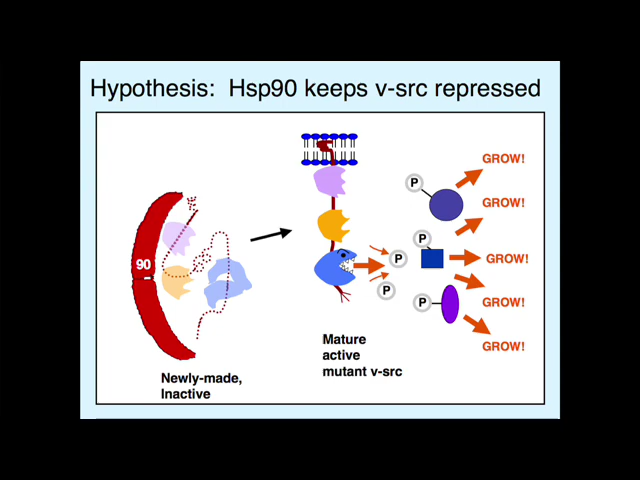 Hypothesis: Hsp90 keeps v-src repressed
GROW!
P
GROW!
P
90
P
GROW!
P
P
GROW!
GROW!
Mature
active
mutant v-src
Newly-made,
Inactive